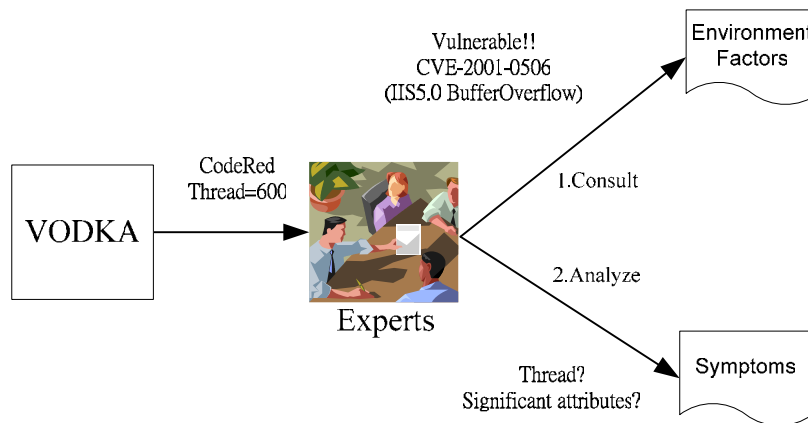 VODKA
CodeRed
Thread=600
Experts
Vulnerable!!
CVE-2001-0506
(IIS5.0 BufferOverflow)
1.Consult
Environment
Factors
2.Analyze
Thread?
Significant attributes?
Symptoms